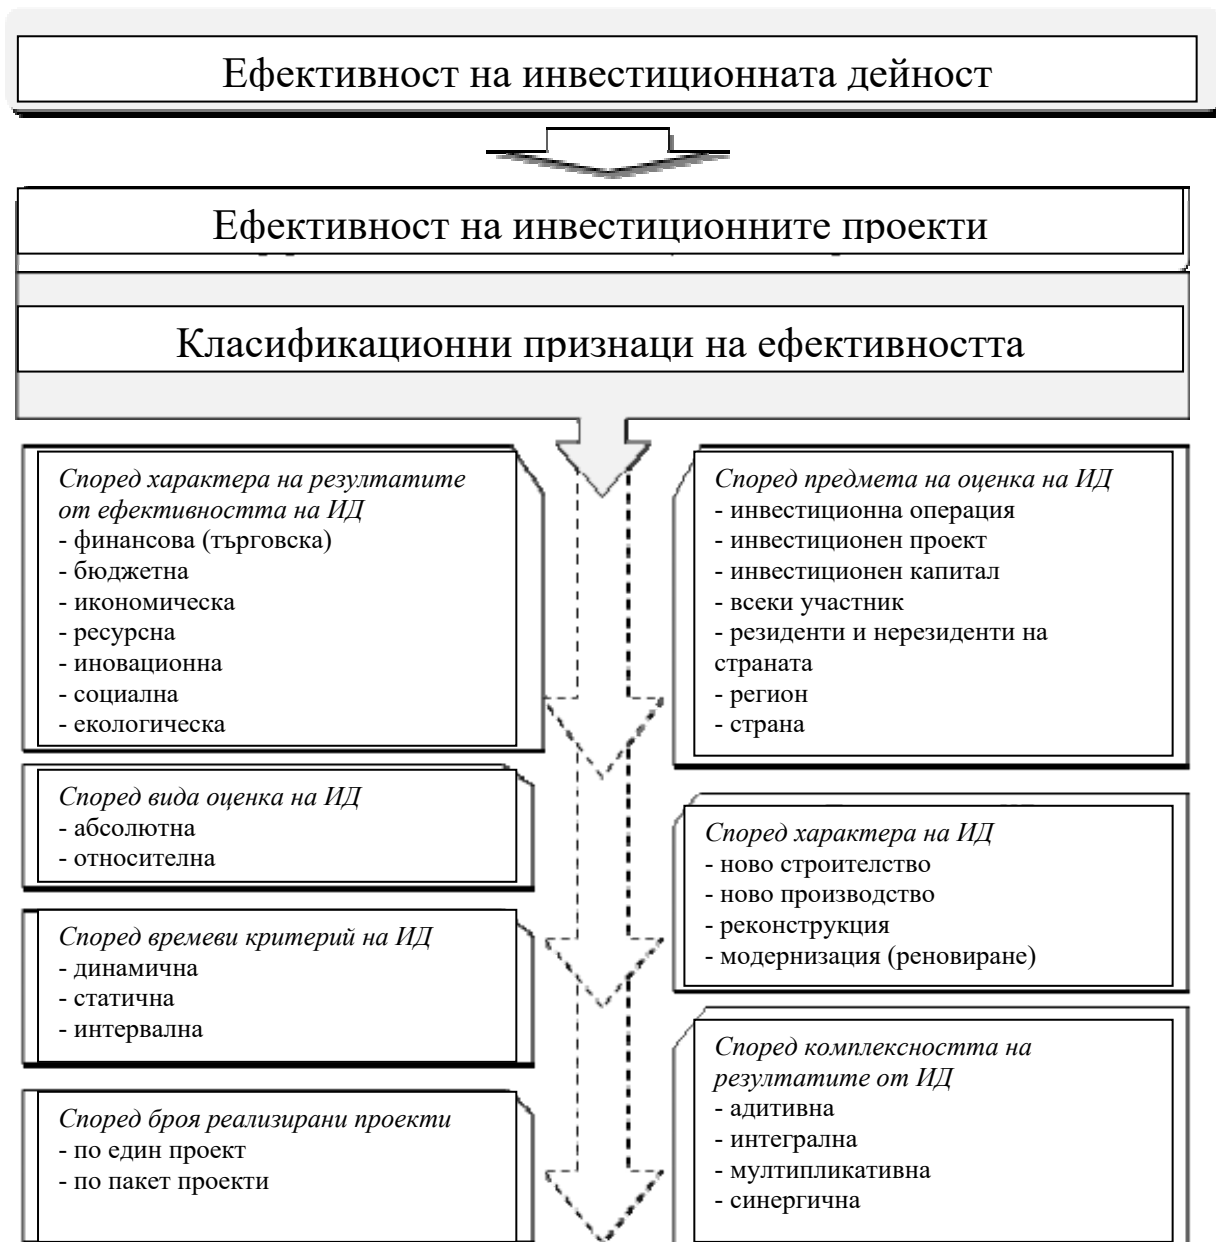 Ефективност на инвестиционната дейност
Ефективност на инвестиционните проекти
Класификационни признаци на ефективността
Според характера на резултатите
от ефективността на ИД
- финансова (търговска)
- бюджетна
- икономическа
- ресурсна
- иновационна
- социална
- екологическа
Според вида оценка на ИД
- абсолютна
- относителна
Според времеви критерий на ИД
- динамична
- статична
- интервална
Според броя реализирани проекти
- по един проект
- по пакет проекти
Според предмета на оценка на ИД
- инвестиционна операция
- инвестиционен проект
- инвестиционен капитал
- всеки участник
- резиденти и нерезиденти на
страната
- регион
- страна
Според характера на ИД
- ново строителство
- ново производство
- реконструкция
- модернизация (реновиране)
Според комплексността на
резултатите от ИД
- адитивна
- интегрална
- мултипликативна
- синергична